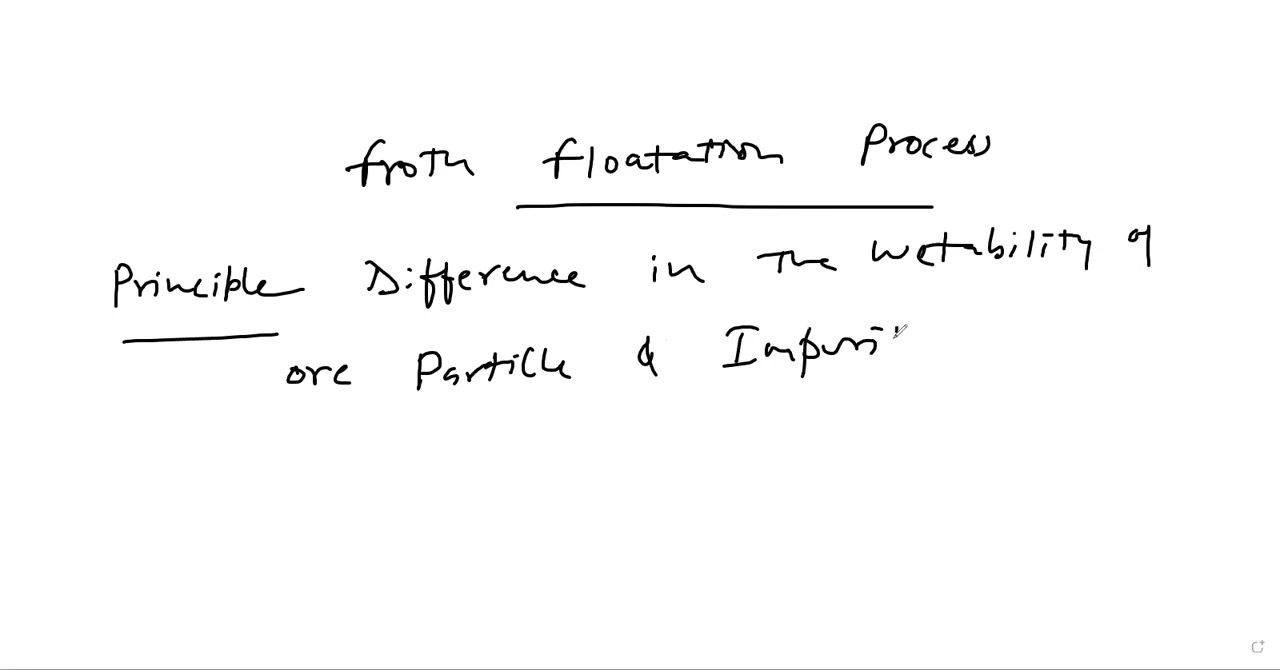 froth floatation Process
Principle Difference in the wetability of
ore Particle & Impuri